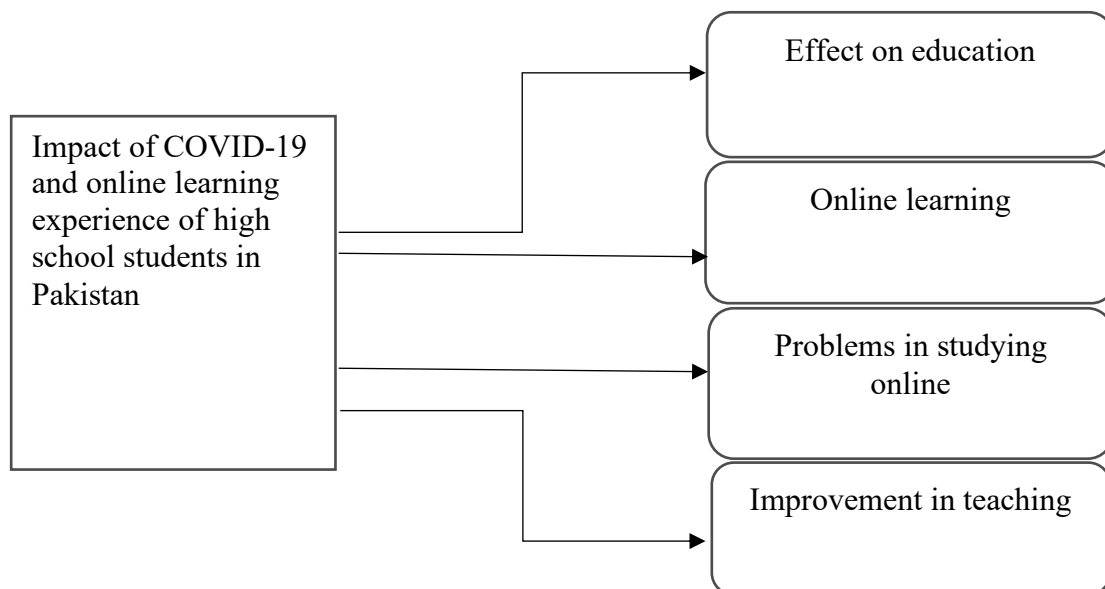 Impact of COVID-19
and online learning
experience of high
school students in
Pakistan
Effect on education
Online learning
Problems in studying
online
Improvement in teaching